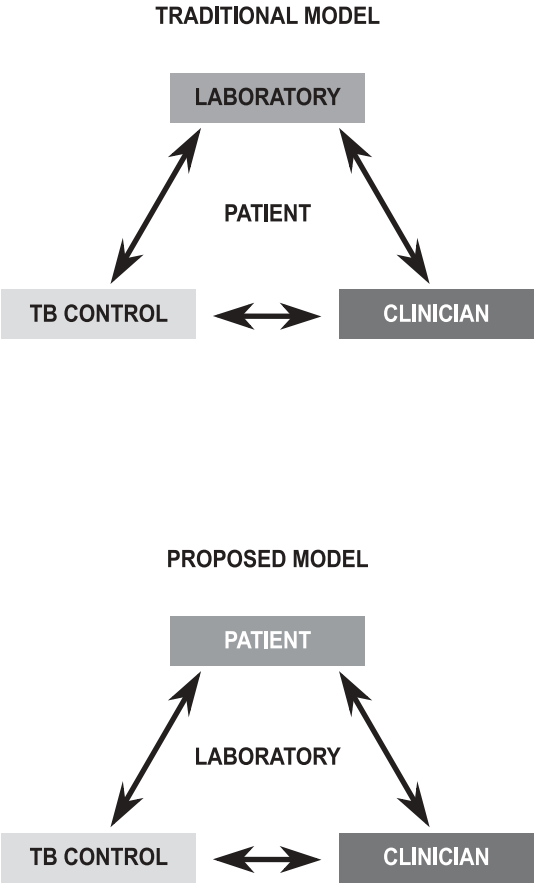 TRADITIONAL MODEL
LABORATORY
PATIENT
TB CONTROL
CLINICIAN
PROPOSED MODEL
PATIENT
LABORATORY
TB CONTROL
CLINICIAN